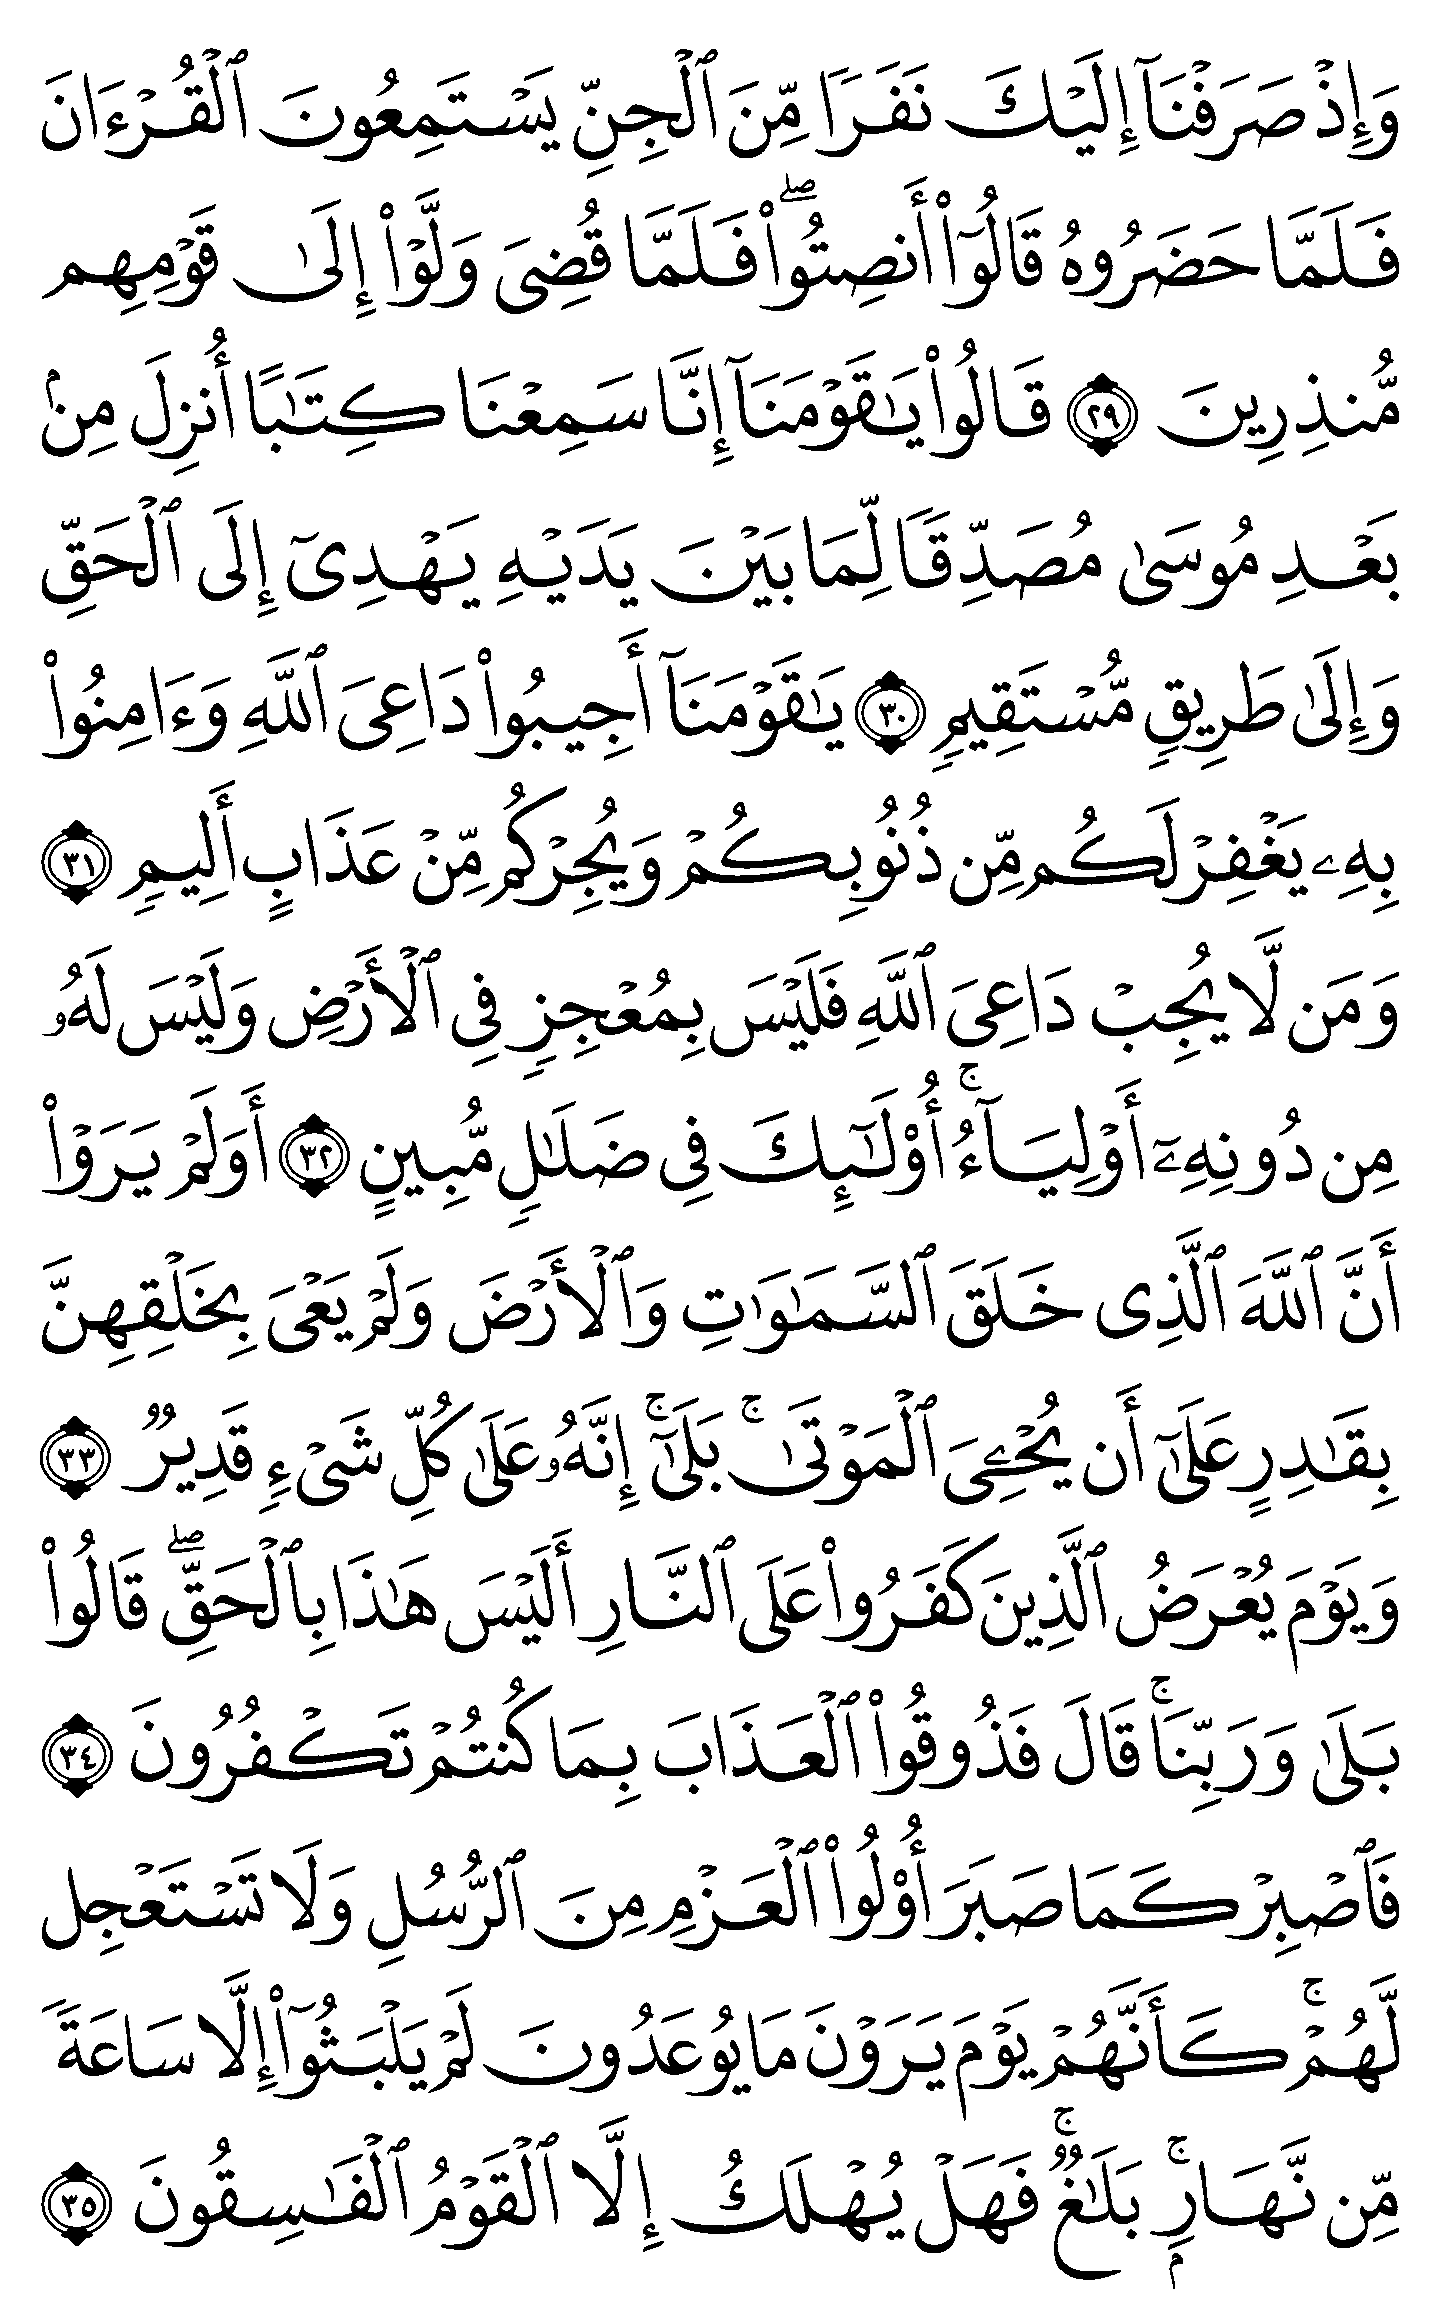 وَإِذۡ صَرَفۡنَآ إِلَيۡكَ نَفَرٗا مِّنَ ٱلۡجِنِّ يَسۡتَمِعُونَ ٱلۡقُرۡءَانَ
فَلَمَّا حَضَرُوهُ قَالُوٓاْ أَنصِتُواْۖ فَلَمَّا قُضِيَ وَلَّوۡاْ إِلَىٰ قَوۡمِهِم
مُّنذِرِينَ ٢٩ قَالُواْ يَٰقَوۡمَنَآ إِنَّا سَمِعۡنَا كِتَٰبًا أُنزِلَ مِنۢ
بَعۡدِ مُوسَىٰ مُصَدِّقٗا لِّمَا بَيۡنَ يَدَيۡهِ يَهۡدِيٓ إِلَى ٱلۡحَقِّ
وَإِلَىٰ طَرِيقٖ مُّسۡتَقِيمٖ ٣٠ يَٰقَوۡمَنَآ أَجِيبُواْ دَاعِيَ ٱللَّهِ وَءَامِنُواْ
بِهِۦ يَغۡفِرۡ لَكُم مِّن ذُنُوبِكُمۡ وَيُجِرۡكُم مِّنۡ عَذَابٍ أَلِيمٖ ٣١
وَمَن لَّا يُجِبۡ دَاعِيَ ٱللَّهِ فَلَيۡسَ بِمُعۡجِزٖ فِي ٱلۡأَرۡضِ وَلَيۡسَ لَهُۥ
مِن دُونِهِۦٓ أَوۡلِيَآءُۚ أُوْلَٰٓئِكَ فِي ضَلَٰلٖ مُّبِينٍ ٣٢ أَوَلَمۡ يَرَوۡاْ
أَنَّ ٱللَّهَ ٱلَّذِي خَلَقَ ٱلسَّمَٰوَٰتِ وَٱلۡأَرۡضَ وَلَمۡ يَعۡيَ بِخَلۡقِهِنَّ
بِقَٰدِرٍ عَلَىٰٓ أَن يُحۡـِۧيَ ٱلۡمَوۡتَىٰۚ بَلَىٰٓۚ إِنَّهُۥ عَلَىٰ كُلِّ شَيۡءٖ قَدِيرٞ ٣٣
وَيَوۡمَ يُعۡرَضُ ٱلَّذِينَ كَفَرُواْ عَلَى ٱلنَّارِ أَلَيۡسَ هَٰذَا بِٱلۡحَقِّۖ قَالُواْ
بَلَىٰ وَرَبِّنَاۚ قَالَ فَذُوقُواْ ٱلۡعَذَابَ بِمَا كُنتُمۡ تَكۡفُرُونَ ٣٤
فَٱصۡبِرۡ كَمَا صَبَرَ أُوْلُواْ ٱلۡعَزۡمِ مِنَ ٱلرُّسُلِ وَلَا تَسۡتَعۡجِل
لَّهُمۡۚ كَأَنَّهُمۡ يَوۡمَ يَرَوۡنَ مَا يُوعَدُونَ لَمۡ يَلۡبَثُوٓاْ إِلَّا سَاعَةٗ
مِّن نَّهَارِۭۚ بَلَٰغٞۚ فَهَلۡ يُهۡلَكُ إِلَّا ٱلۡقَوۡمُ ٱلۡفَٰسِقُونَ ٣٥